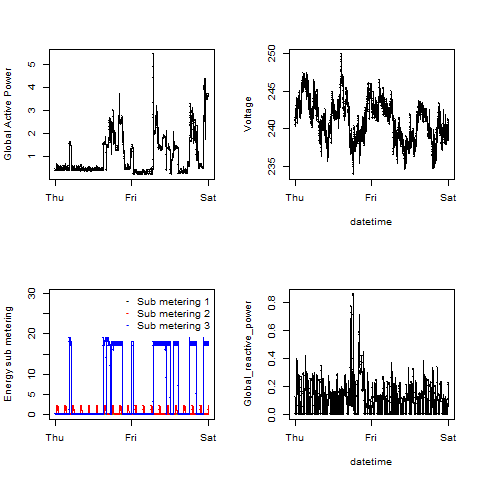 Global Active Power
5
4
3
2
1
Thu Fri Sat
Voltage
250
245
240
235
Thu Fri Sat
datetime
Energy sub metering
30
20
10
5
0
- Sub metering 1
- Sub metering 2
- Sub metering 3
Thu Fri Sat
Global_reactive_power
0.8
0.6
0.4
0.2
0.0
Thu Fri Sat
datetime